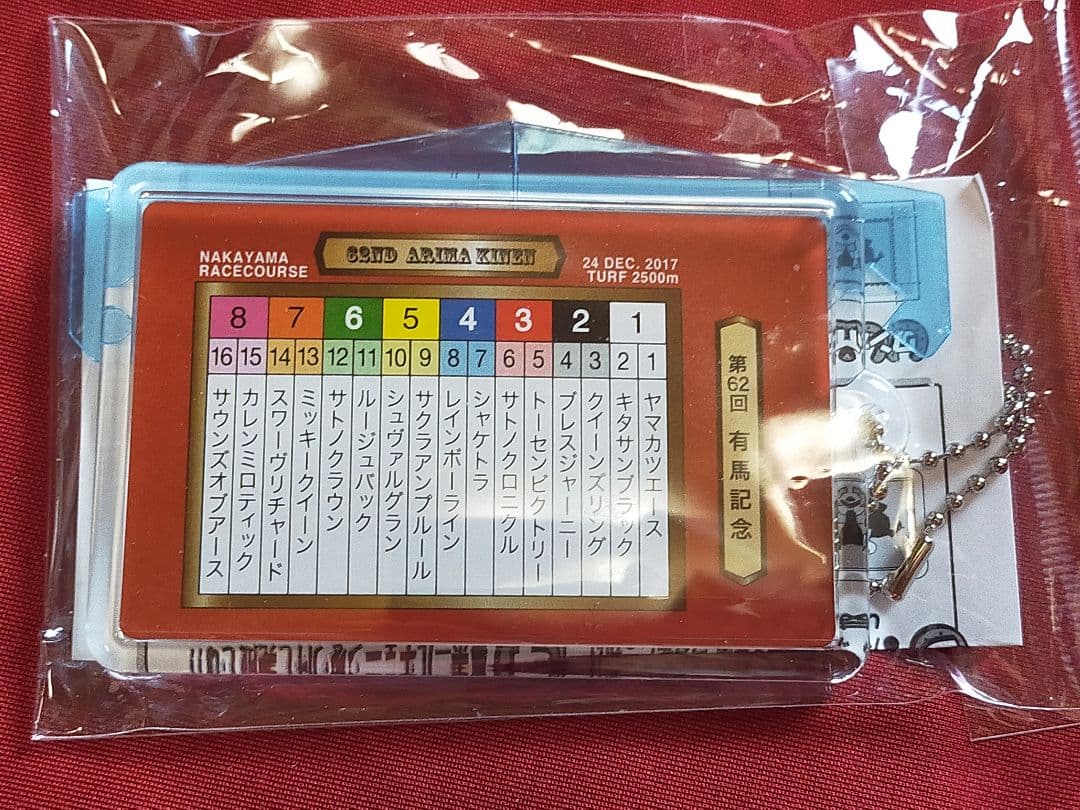 NAKAYAMA
RACECOURSE
62ND ARIMA KINEN
24 DEC. 2017
TURF 2500m
8 7 6 5 4 3 2 1
16 15 14 13 12 11 10 9 8 7 6 5 4 3 2 1
ヤマカツエース
キタサンブラック
クイーンズリング
ブレスジャーニー
トーセンビクトリー
サトノクロニクル
シャケトラ
レインボーライン
サクラアンプルール
シュヴァルグラン
ルージュバック
サトノクラウン
ミッキークイーン
スワーヴリチャード
カレンミロティック
サウンズオブアース
第62回 有馬記念